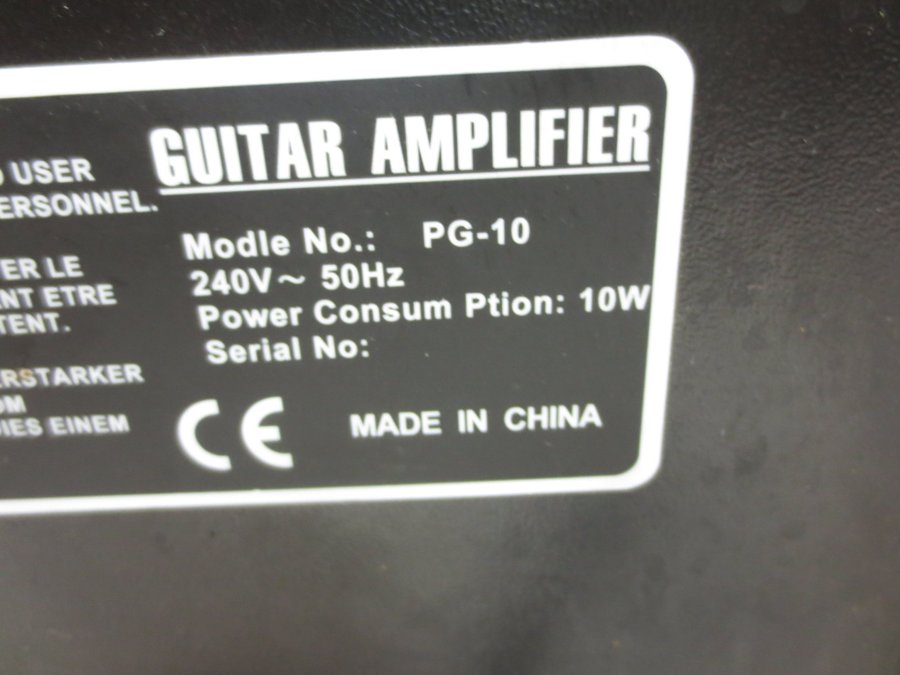 USER
GUITAR AMPLIFIER
ERSONNEL.
Modle No.: PG-10
ER LE
240V~ 50Hz
NT ETRE
Power Consum Ption: 10W
TENT.
Serial No:
ERSTARKER
OM
DIES EINEM
CE MADE IN CHINA